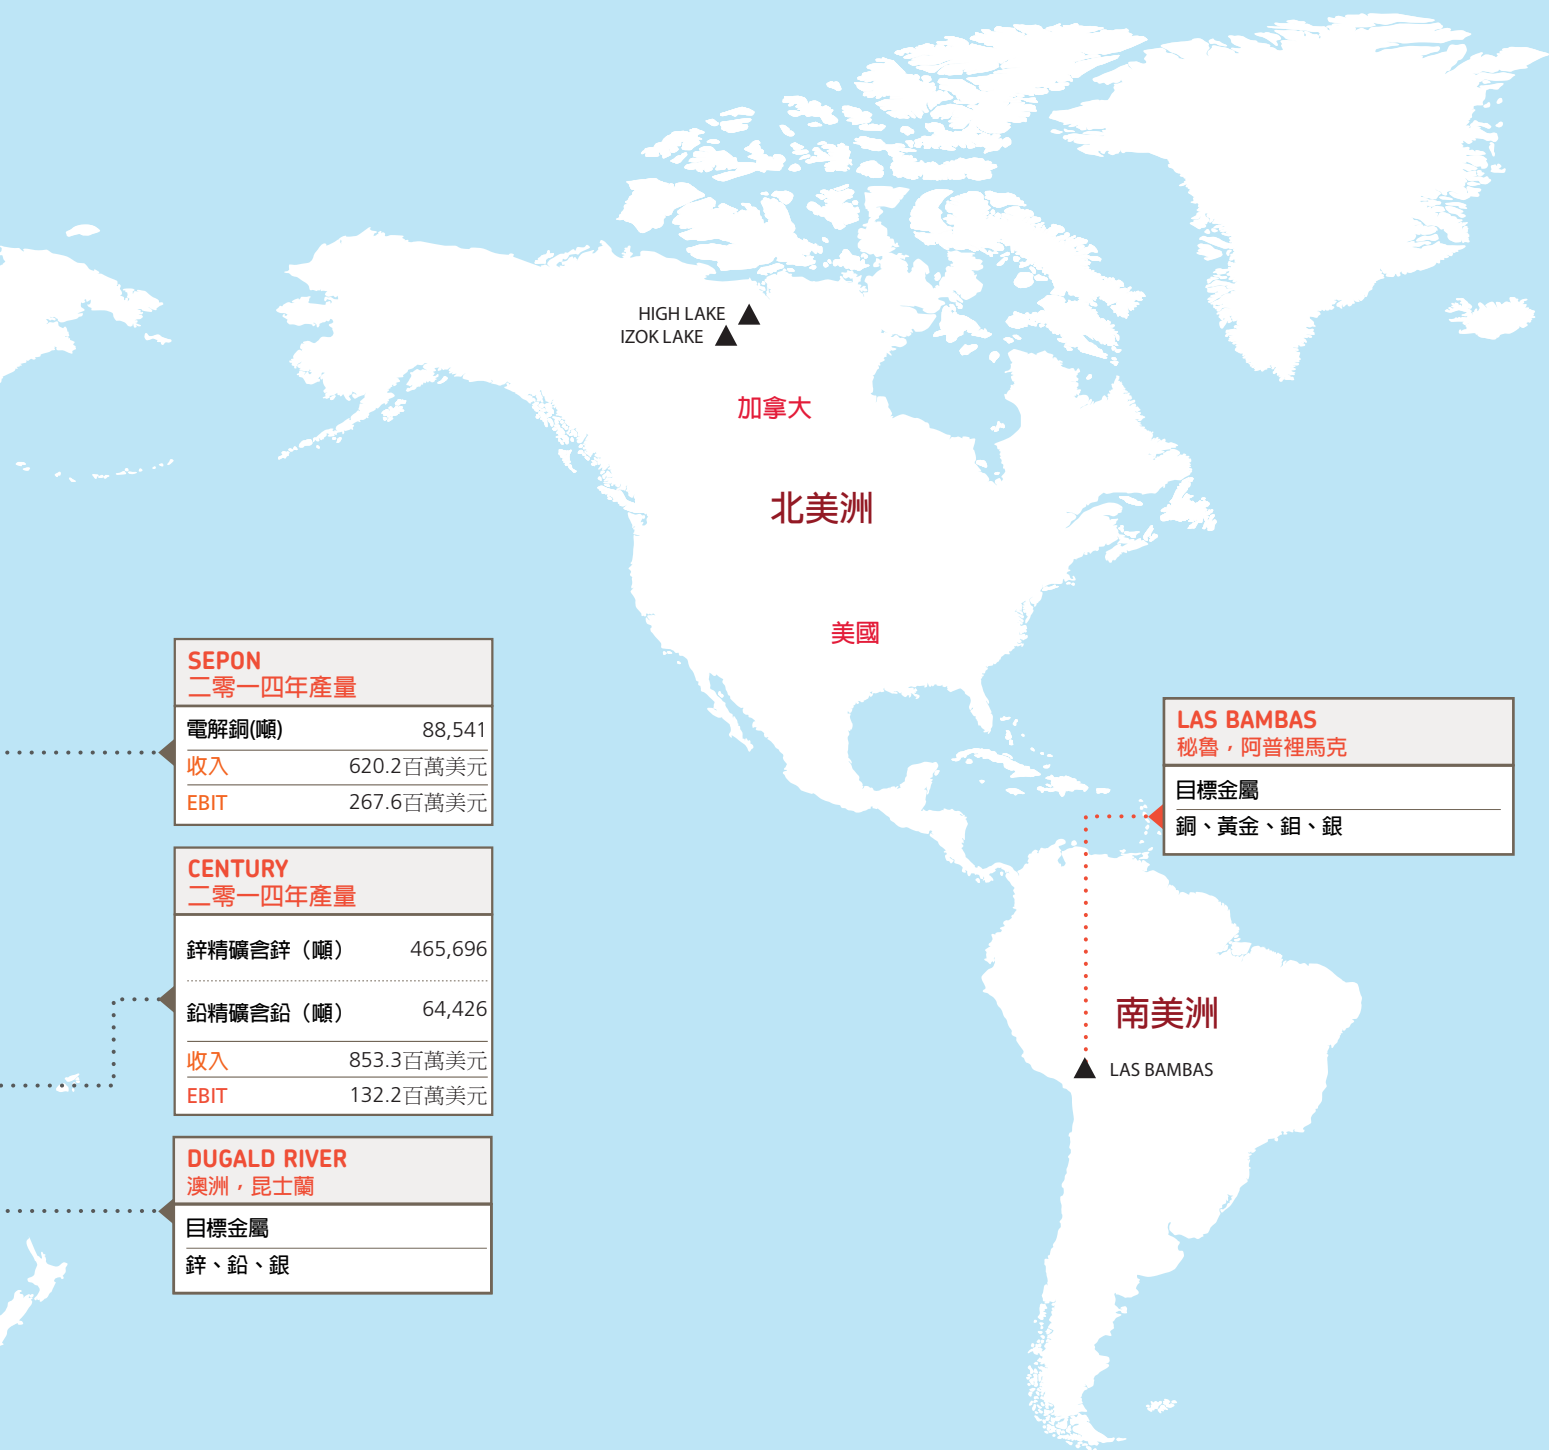 HIGH LAKE
IZOK LAKE
加拿大
北美洲
美國
SEPON
二零一四年產量
電解銅(噸) 88,541
收入 620.2百萬美元
EBIT 267.6百萬美元
CENTURY
二零一四年產量
鋅精礦含鋅（噸） 465,696
鉛精礦含鉛（噸） 64,426
收入 853.3百萬美元
EBIT 132.2百萬美元
DUGALD RIVER
澳洲，昆士蘭
目標金屬
鋅、鉛、銀
LAS BAMBAS
秘魯，阿普裡馬克
目標金屬
銅、黃金、鉬、銀
南美洲
LAS BAMBAS